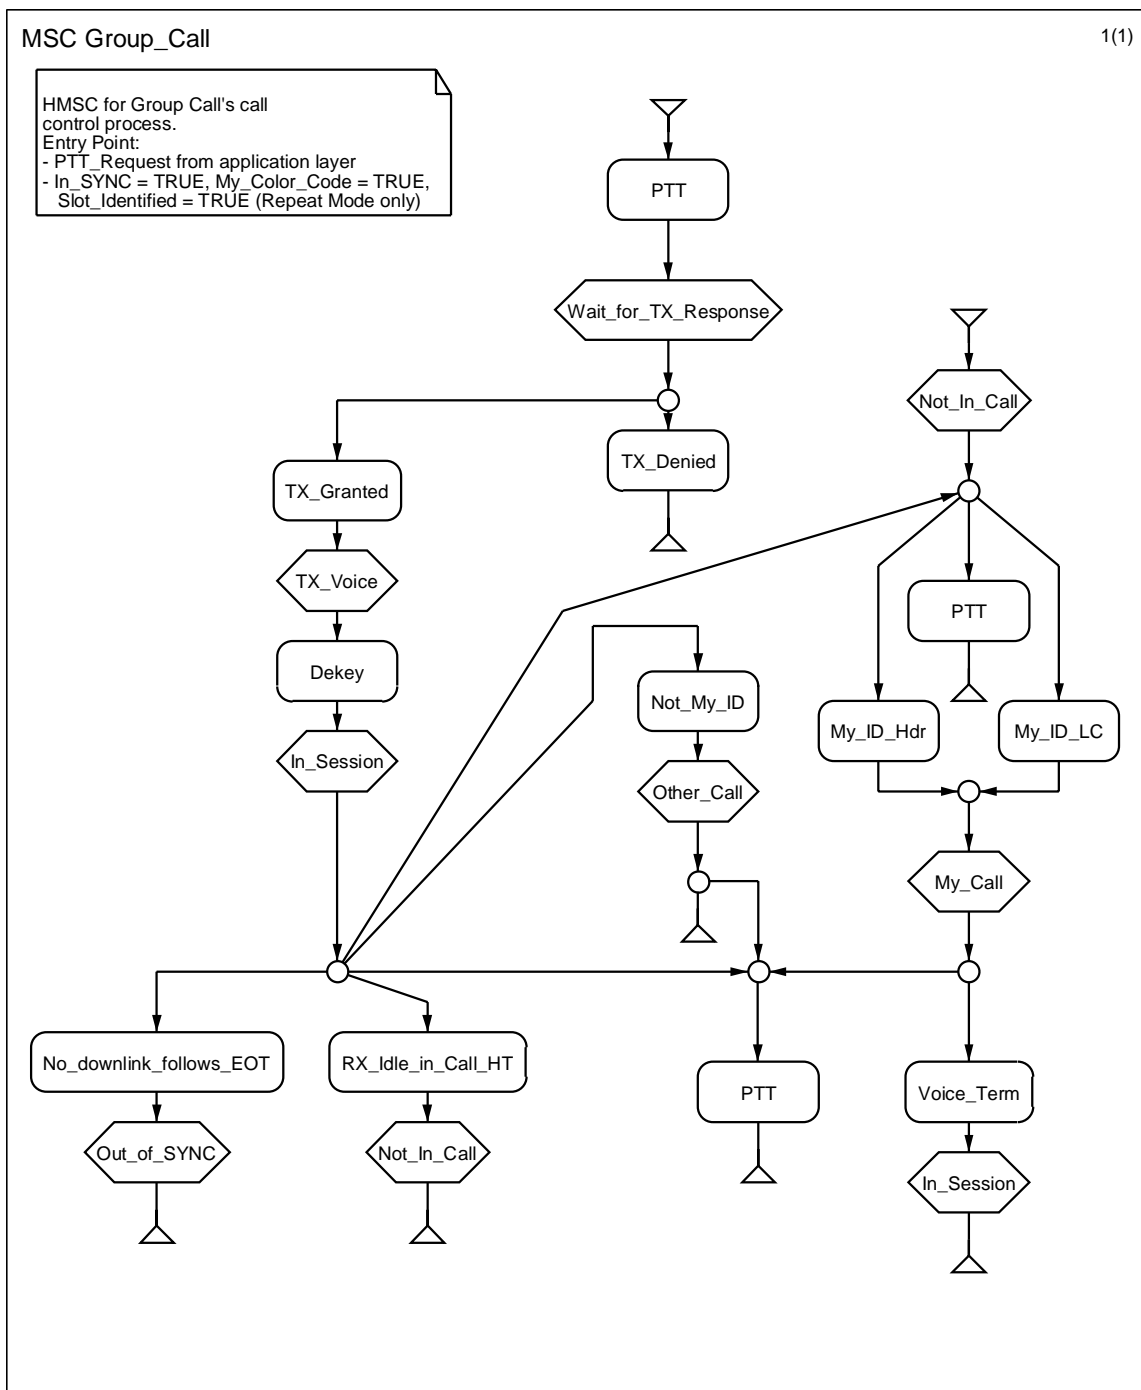 MSC Group_Call
1(1)
HMSC for Group Call's call
control process.
Entry Point:
- PTT_Request from application layer
- In_SYNC = TRUE, My_Color_Code = TRUE,
Slot_Identified = TRUE (Repeat Mode only)
PTT
Wait_for_TX_Response
Not_In_Call
TX_Denied
TX_Granted
TX_Voice
PTT
Dekey
Not_My_ID
My_ID_Hdr
My_ID_LC
In_Session
Other_Call
My_Call
No_downlink_follows_EOT
RX_Idle_in_Call_HT
PTT
Voice_Term
Out_of_SYNC
Not_In_Call
In_Session